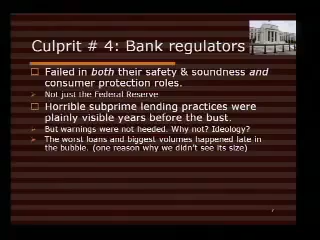 Culprit # 4: Bank regulators
Failed in both their safety & soundness and
consumer protection roles.
Not just the Federal Reserve
Horrible subprime lending practices were
plainly visible years before the bust.
But warnings were not heeded. Why not? Ideology?
The worst loans and biggest volumes happened late in
the bubble. (one reason why we didn't see its size)